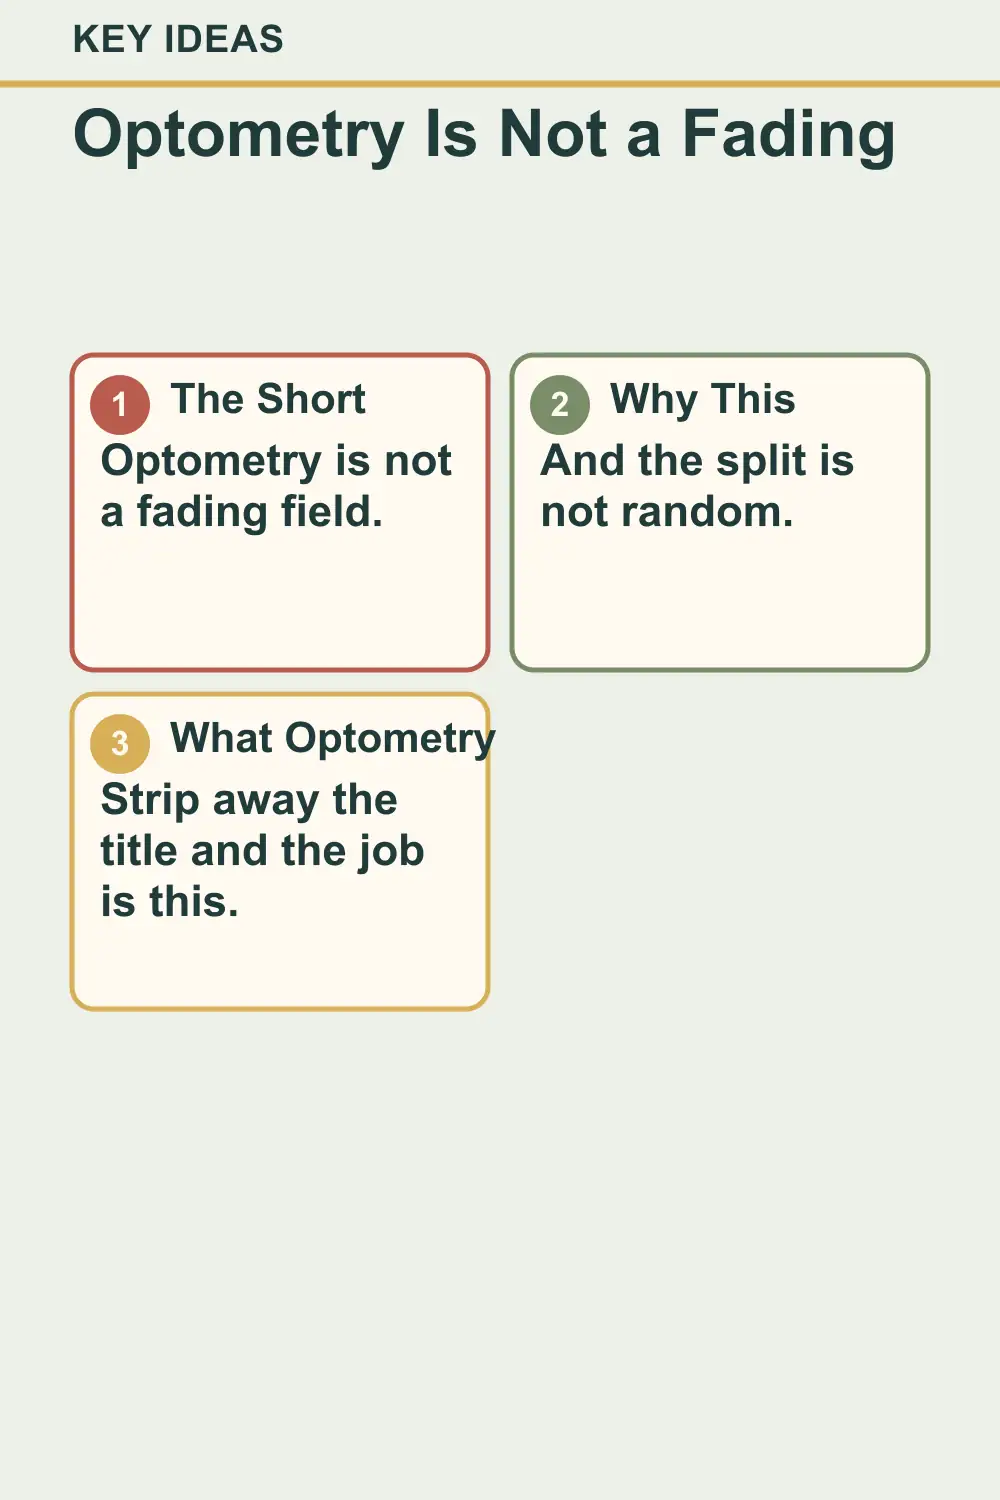 KEY IDEAS
Optometry Is Not a Fading
1 The Short
Optometry is not
a fading field.
2 Why This
And the split is
not random.
3 What Optometry
Strip away the
title and the job
is this.